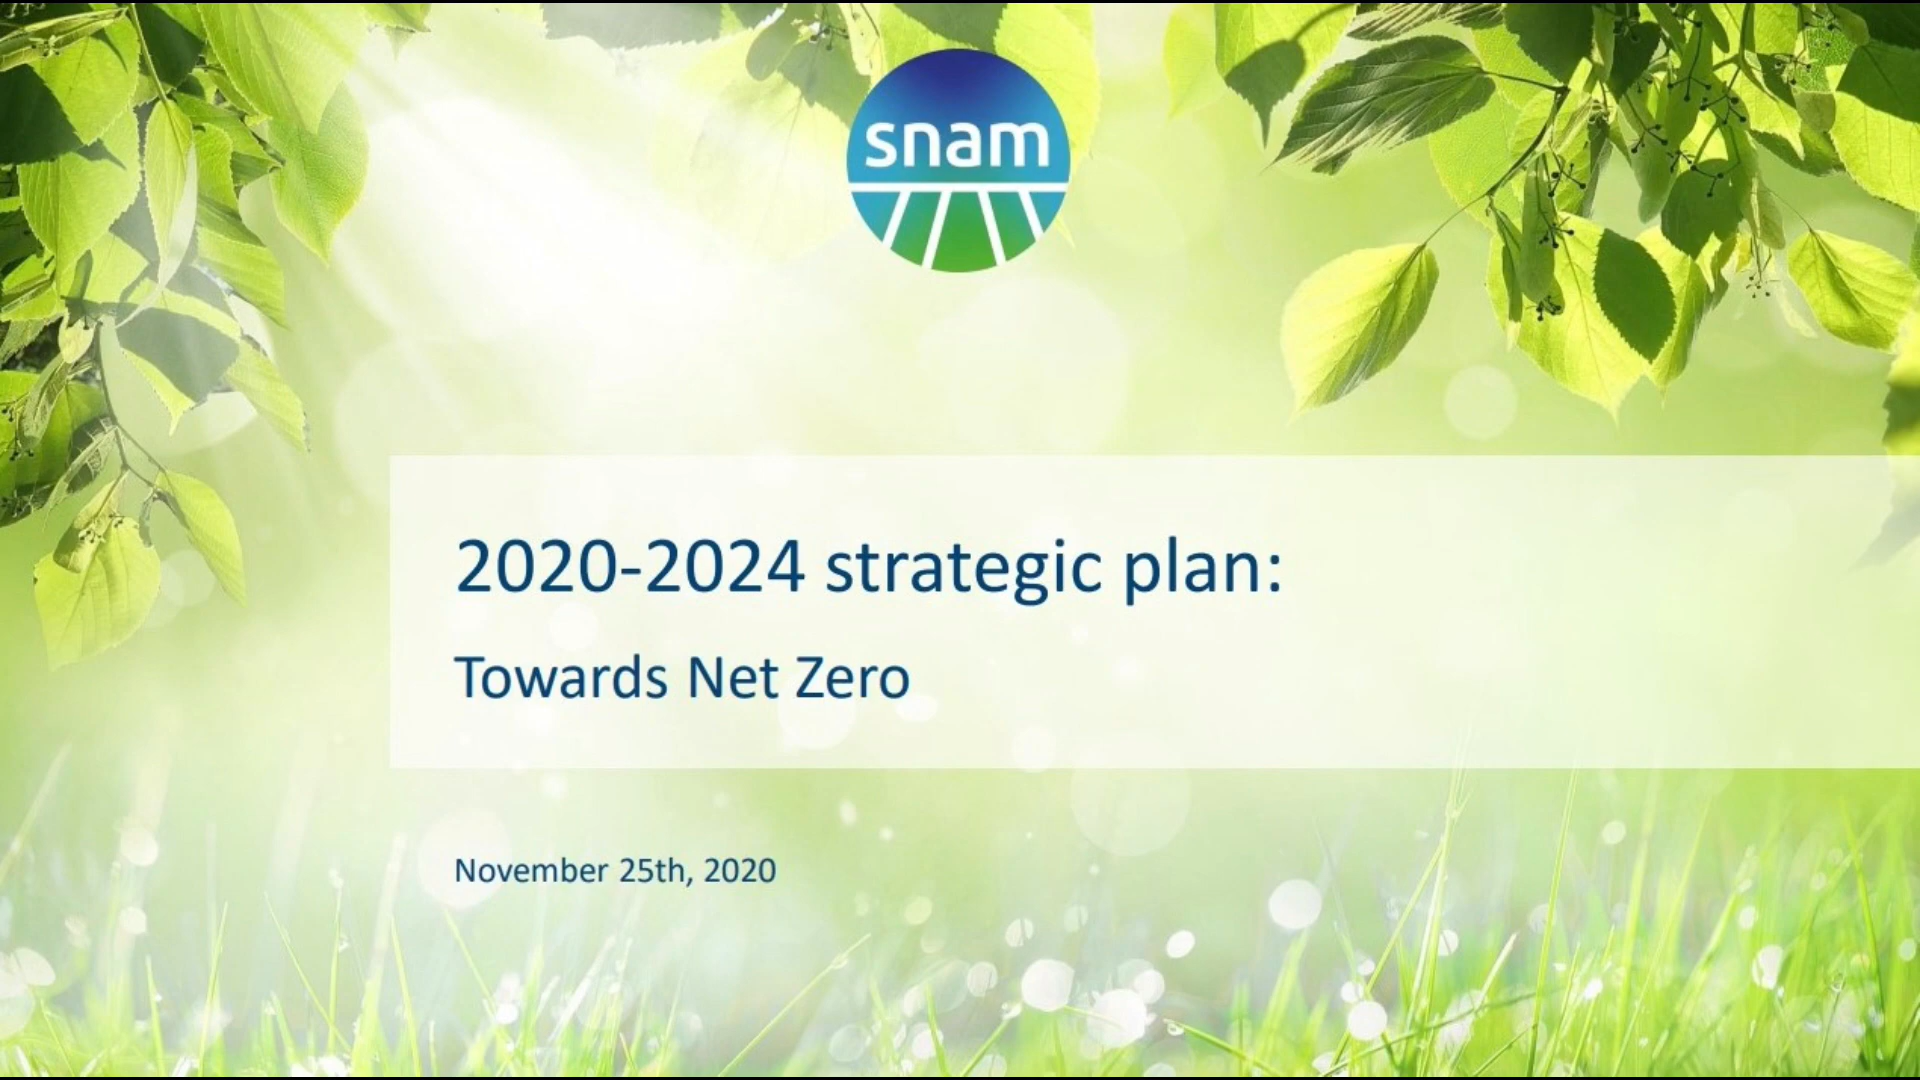 snam
2020-2024 strategic plan:
Towards Net Zero
November 25th, 2020